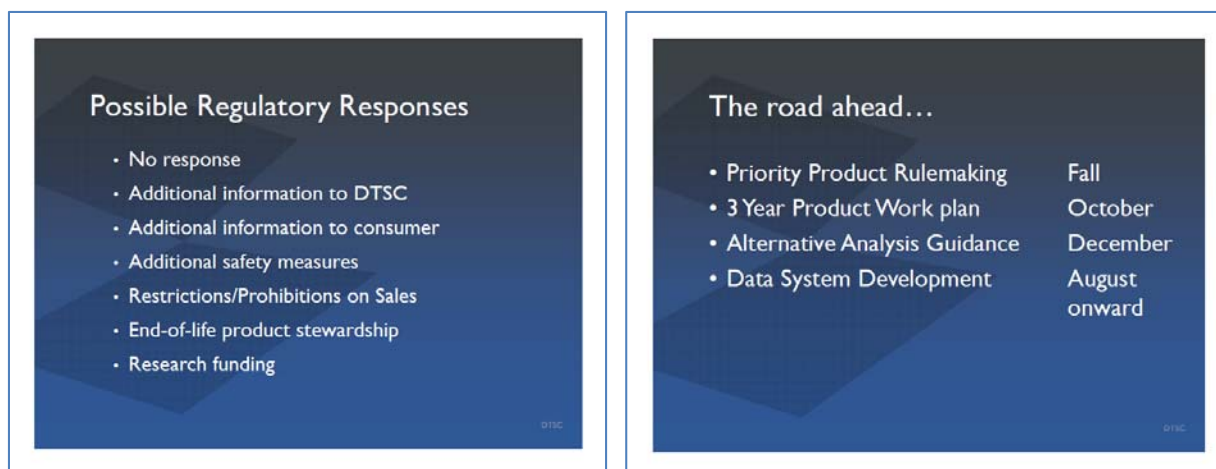 Possible Regulatory Responses
• No response
• Additional information to DTSC
• Additional information to consumer
• Additional safety measures
• Restrictions/Prohibitions on Sales
• End-of-life product stewardship
• Research funding
DTSC
The road ahead…
• Priority Product Rulemaking Fall
• 3 Year Product Work plan October
• Alternative Analysis Guidance December
• Data System Development August
onward
DTSC